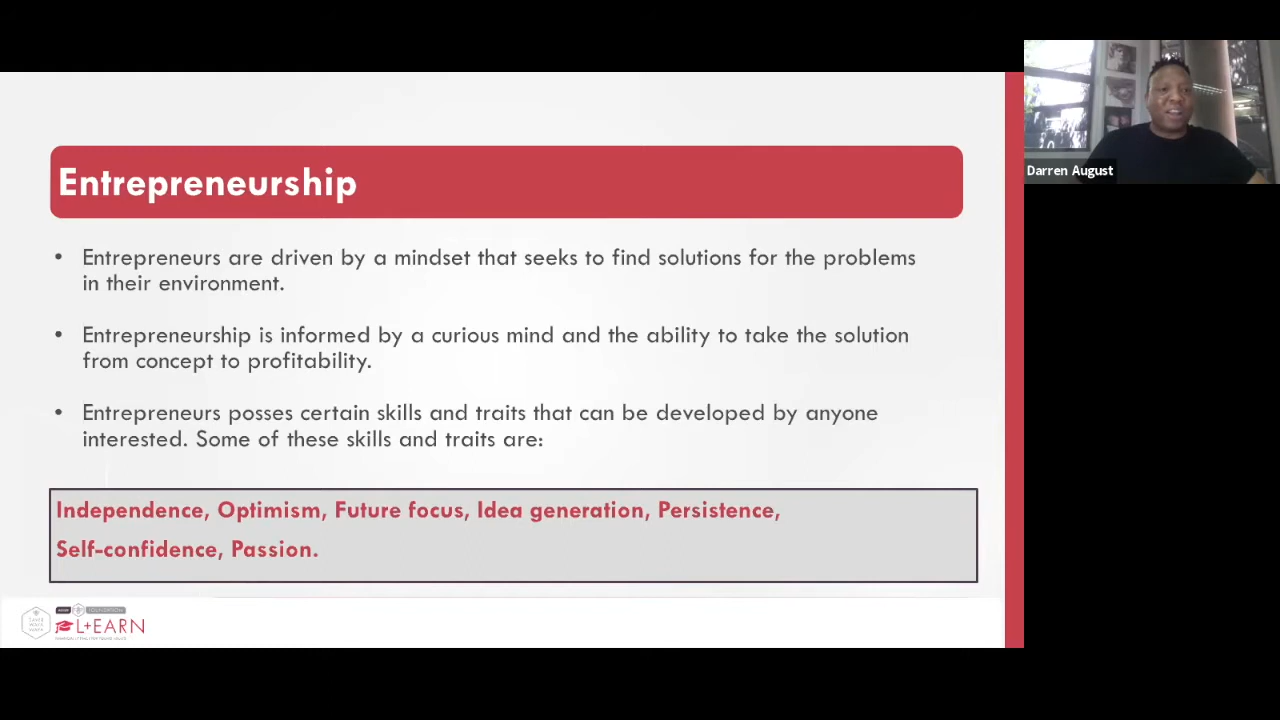 Entrepreneurship
• Entrepreneurs are driven by a mindset that seeks to find solutions for the problems
in their environment.
• Entrepreneurship is informed by a curious mind and the ability to take the solution
from concept to profitability.
• Entrepreneurs posses certain skills and traits that can be developed by anyone
interested. Some of these skills and traits are:
Independence, Optimism, Future focus, Idea generation, Persistence,
Self-confidence, Passion.
FOUNDATION
L+EARN
Darren August